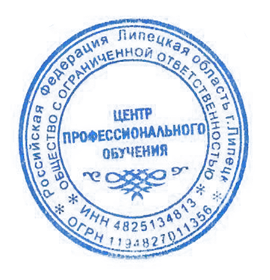 Российская Федерация Липецкая область г.Липецк
ОБЩЕСТВО С ОГРАНИЧЕННОЙ ОТВЕТСТВЕННОСТЬЮ
ЦЕНТР
ПРОФЕССИОНАЛЬНОГО
ОБУЧЕНИЯ
* ИНН 4825134813 *
* ОГРН 1194827011356 *